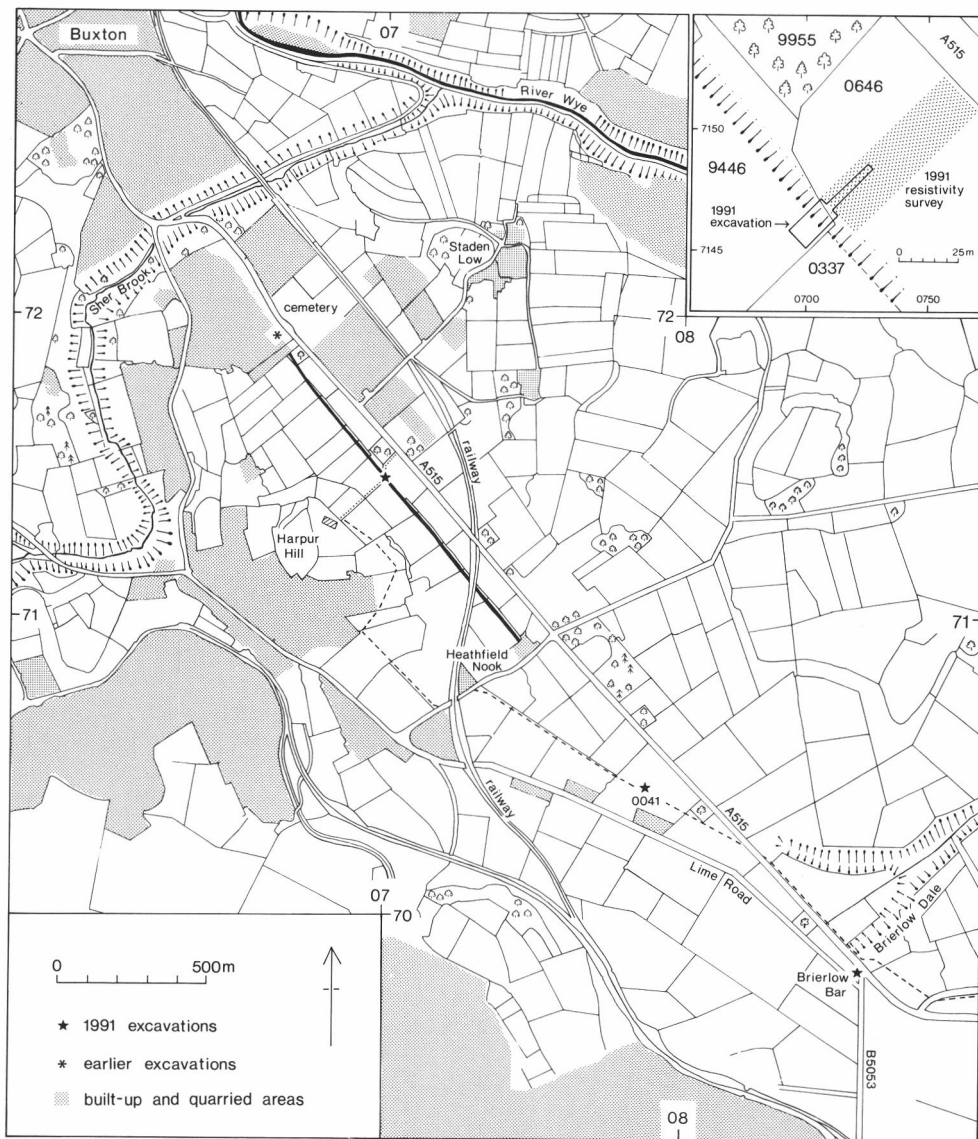 Buxton
07
River Wye
Staden
Low
Sher Brook
cemetery
72
72
08
A515
railway
Harpur
Hill
71
71
Heathfield
Nook
railway
0041
A515
Lime Road
Brierlow Dale
07
70
Brierlow
Bar
B5053
08
9955
A515
0646
7150
9446
1991
resistivity
survey
1991
excavation
7145
0337
0 25m
0700 0750
0 500m
★ 1991 excavations
* earlier excavations
built-up and quarried areas